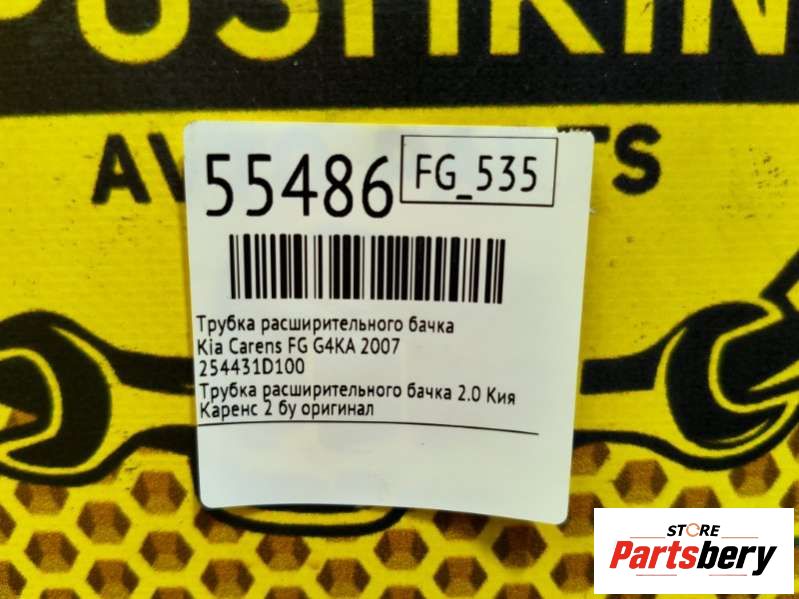 PUSHKIN
AV TS
55486
FG_535
Трубка расширительного бачка
Kia Carens FG G4KA 2007
254431D100
Трубка расширительного бачка 2.0 Кия
Каренс 2 бу оригинал
STORE
Partsbery